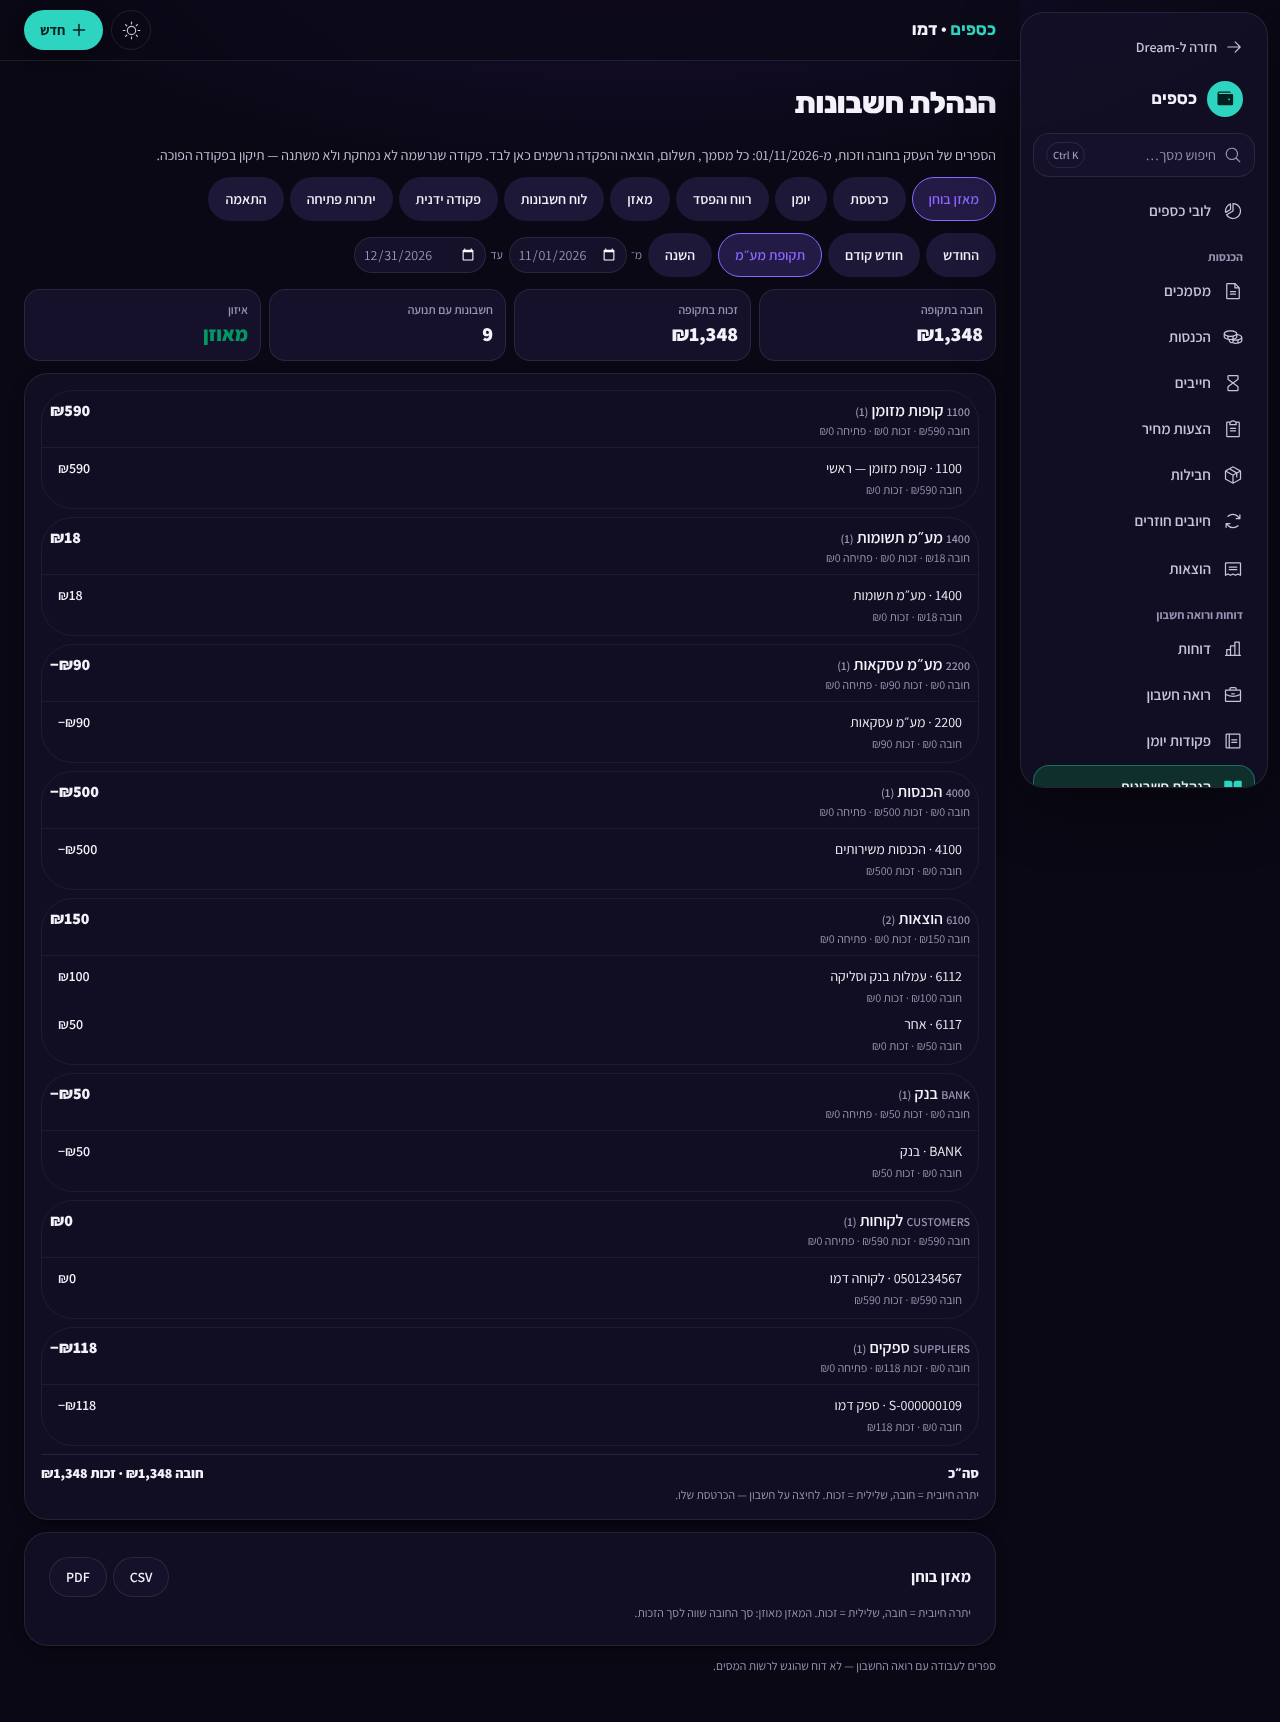 חזרה ל-Dream
כספים
חיפוש מסך…
Ctrl K
לובי כספים
הכנסות
מסמכים
הכנסות
חייבים
הצעות מחיר
חבילות
חיובים חוזרים
הוצאות
דוחות ורואה חשבון
דוחות
רואה חשבון
פקודות יומן
הנהלת חשבונות
כספים • דמו
חדש
הנהלת חשבונות
הספרים של העסק בחובה וזכות, מ-01/11/2026: כל מסמך, תשלום, הוצאה והפקדה נרשמים כאן לבד. פקודה שנרשמה לא נמחקת ולא משתנה — תיקון בפקודה הפוכה.
מאזן בוחן כרטסת יומן רווח והפסד מאזן לוח חשבונות פקודה ידנית יתרות פתיחה התאמה
החודש חודש קודם תקופת מע״מ השנה מ־ 11/01/2026 עד 12/31/2026
חובה בתקופה
₪1,348
זכות בתקופה
₪1,348
חשבונות עם תנועה
9
איזון
מאוזן
1100 קופות מזומן (1) ₪590
חובה ₪590 · זכות ₪0 · פתיחה ₪0
1100 · קופת מזומן — ראשי ₪590
חובה ₪590 · זכות ₪0
1400 מע״מ תשומות (1) ₪18
חובה ₪18 · זכות ₪0 · פתיחה ₪0
1400 · מע״מ תשומות ₪18
חובה ₪18 · זכות ₪0
2200 מע״מ עסקאות (1) −₪90
חובה ₪0 · זכות ₪90 · פתיחה ₪0
2200 · מע״מ עסקאות −₪90
חובה ₪0 · זכות ₪90
4000 הכנסות (1) −₪500
חובה ₪0 · זכות ₪500 · פתיחה ₪0
4100 · הכנסות משירותים −₪500
חובה ₪0 · זכות ₪500
6100 הוצאות (2) ₪150
חובה ₪150 · זכות ₪0 · פתיחה ₪0
6112 · עמלות בנק וסליקה ₪100
חובה ₪100 · זכות ₪0
6117 · אחר ₪50
חובה ₪50 · זכות ₪0
BANK בנק (1) −₪50
חובה ₪0 · זכות ₪50 · פתיחה ₪0
BANK · בנק −₪50
חובה ₪0 · זכות ₪50
CUSTOMERS לקוחות (1) ₪0
חובה ₪590 · זכות ₪590 · פתיחה ₪0
0501234567 · לקוחה דמו ₪0
חובה ₪590 · זכות ₪590
SUPPLIERS ספקים (1) −₪118
חובה ₪0 · זכות ₪118 · פתיחה ₪0
S-000000109 · ספק דמו −₪118
חובה ₪0 · זכות ₪118
סה״כ חובה ₪1,348 · זכות ₪1,348
יתרה חיובית = חובה, שלילית = זכות. לחיצה על חשבון — הכרטסת שלו.
מאזן בוחן
CSV PDF
יתרה חיובית = חובה, שלילית = זכות. המאזן מאוזן: סך החובה שווה לסך הזכות.
ספרים לעבודה עם רואה החשבון — לא דוח שהוגש לרשות המסים.